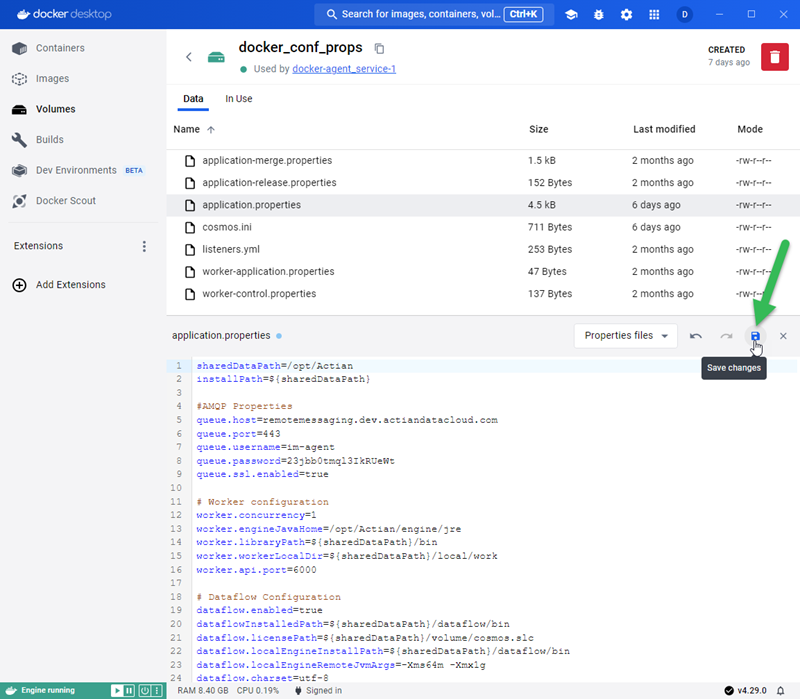 docker desktop
Search for images, containers, vol... Ctrl+K
D
Containers
Images
Volumes
Builds
Dev Environments BETA
Docker Scout
Extensions
Add Extensions
docker_conf_props
Used by docker-agent_service-1
CREATED
7 days ago
Data In Use
Name Size Last modified Mode
application-merge.properties 1.5 kB 2 months ago -rw-r--r--
application-release.properties 152 Bytes 2 months ago -rw-r--r--
application.properties 4.5 kB 6 days ago -rw-r--r--
cosmos.ini 711 Bytes 6 days ago -rw-r--r--
listeners.yml 253 Bytes 2 months ago -rw-r--r--
worker-application.properties 47 Bytes 2 months ago -rw-r--r--
worker-control.properties 137 Bytes 2 months ago -rw-r--r--
application.properties Properties files
Save changes
1 sharedDataPath=/opt/Actian
2 installPath=${sharedDataPath}
3
4 #AMQP Properties
5 queue.host=remotemessaging.dev.actiandatacloud.com
6 queue.port=443
7 queue.username=im-agent
8 queue.password=23jbb0tmql3IkRUeWt
9 queue.ssl.enabled=true
10
11 # Worker configuration
12 worker.concurrency=1
13 worker.engineJavaHome=/opt/Actian/engine/jre
14 worker.libraryPath=${sharedDataPath}/bin
15 worker.workerLocalDir=${sharedDataPath}/local/work
16 worker.api.port=6000
17
18 # Dataflow Configuration
19 dataflow.enabled=true
20 dataflowInstalledPath=${sharedDataPath}/dataflow/bin
21 dataflow.licensePath=${sharedDataPath}/volume/cosmos.slc
22 dataflow.localEngineInstallPath=${sharedDataPath}/dataflow/bin
23 dataflow.localEngineRemoteJvmArgs=-Xms64m -Xmx1g
24 dataflow.charset=utf-8
Engine running
RAM 8.40 GB CPU 0.19% Signed in
v4.29.0